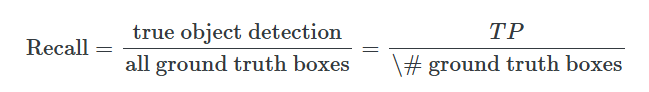 Recall = true object detection / all ground truth boxes = TP / \# ground truth boxes